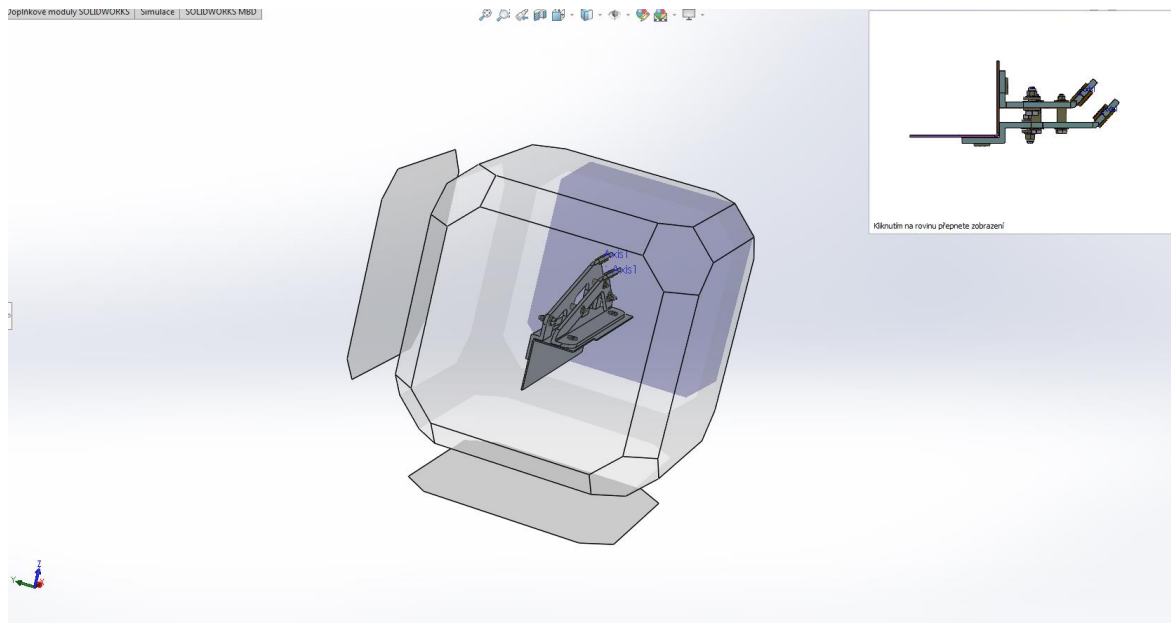 Doplňkové moduly SOLIDWORKS Simulace SOLIDWORKS MBD
Kliknutím na rovinu přepnete zobrazení
Axis1
Axis1
Z
Y
X